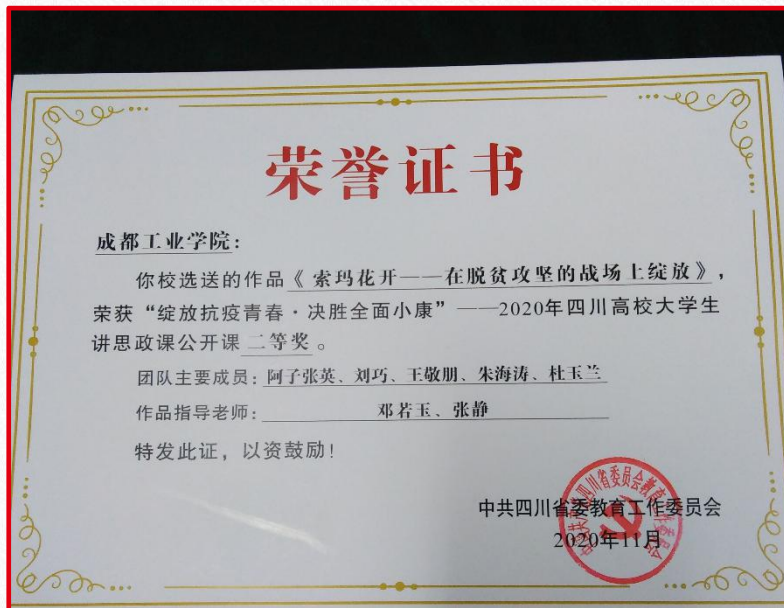 荣誉证书
成都工业学院:
你校选送的作品《索玛花开——在脱贫攻坚的战场上绽放》,
荣获“绽放抗疫青春·决胜全面小康”——2020年四川高校大学生
讲思政课公开课二等奖。
团队主要成员:阿子张英、刘巧、王敬朋、朱海涛、杜玉兰
作品指导老师:邓若玉、张静
特发此证,以资鼓励!
中共四川省委教育工作委员会
2020年11月